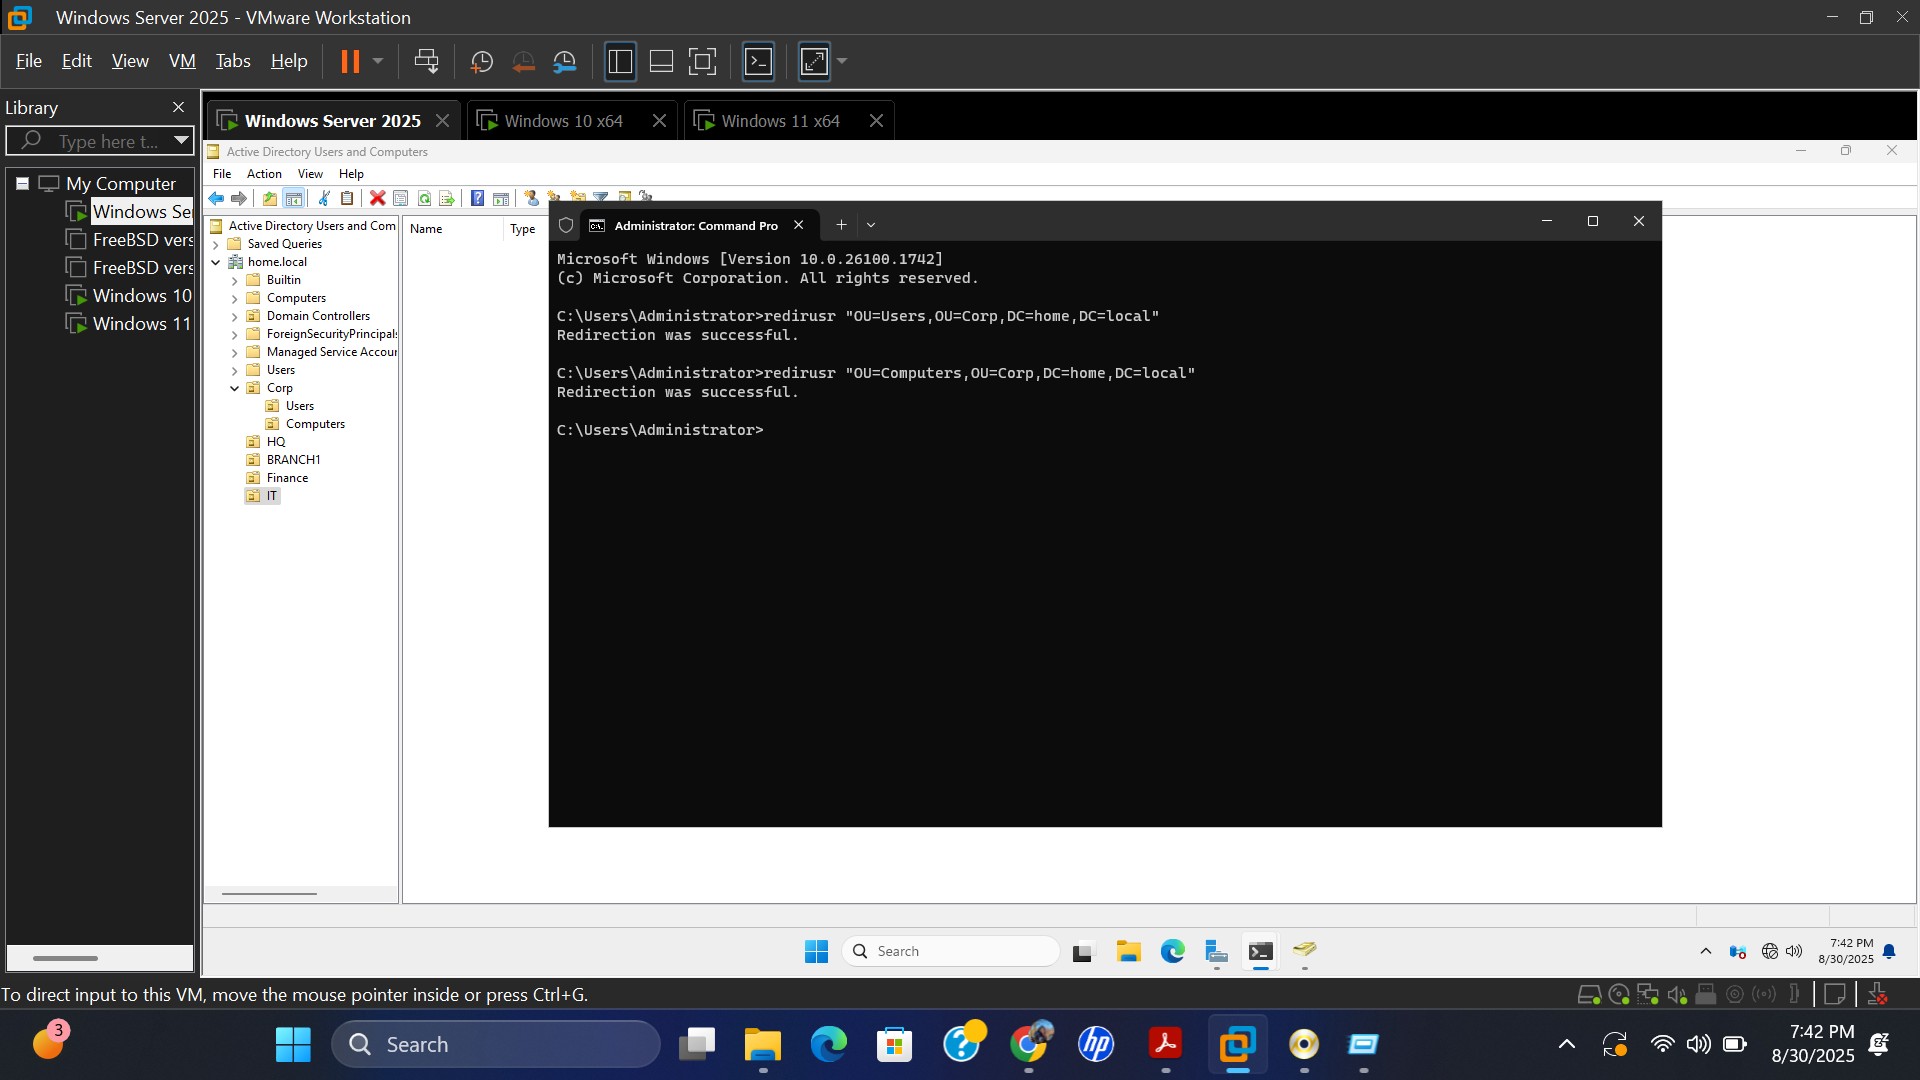 Windows Server 2025 - VMware Workstation
File Edit View VM Tabs Help
Library
Type here t...
My Computer
Windows Ser
FreeBSD vers
FreeBSD vers
Windows 10
Windows 11
Windows Server 2025
Windows 10 x64
Windows 11 x64
Active Directory Users and Computers
File Action View Help
Active Directory Users and Com
Saved Queries
home.local
Builtin
Computers
Domain Controllers
ForeignSecurityPrincipals
Managed Service Accour
Users
Corp
Users
Computers
HQ
BRANCH1
Finance
IT
Name Type
Administrator: Command Pro
Microsoft Windows [Version 10.0.26100.1742]
(c) Microsoft Corporation. All rights reserved.
C:\Users\Administrator>redirusr "OU=Users,OU=Corp,DC=home,DC=local"
Redirection was successful.
C:\Users\Administrator>redirusr "OU=Computers,OU=Corp,DC=home,DC=local"
Redirection was successful.
C:\Users\Administrator>
Search
7:42 PM
8/30/2025
To direct input to this VM, move the mouse pointer inside or press Ctrl+G.
3
Search
hp
7:42 PM
8/30/2025